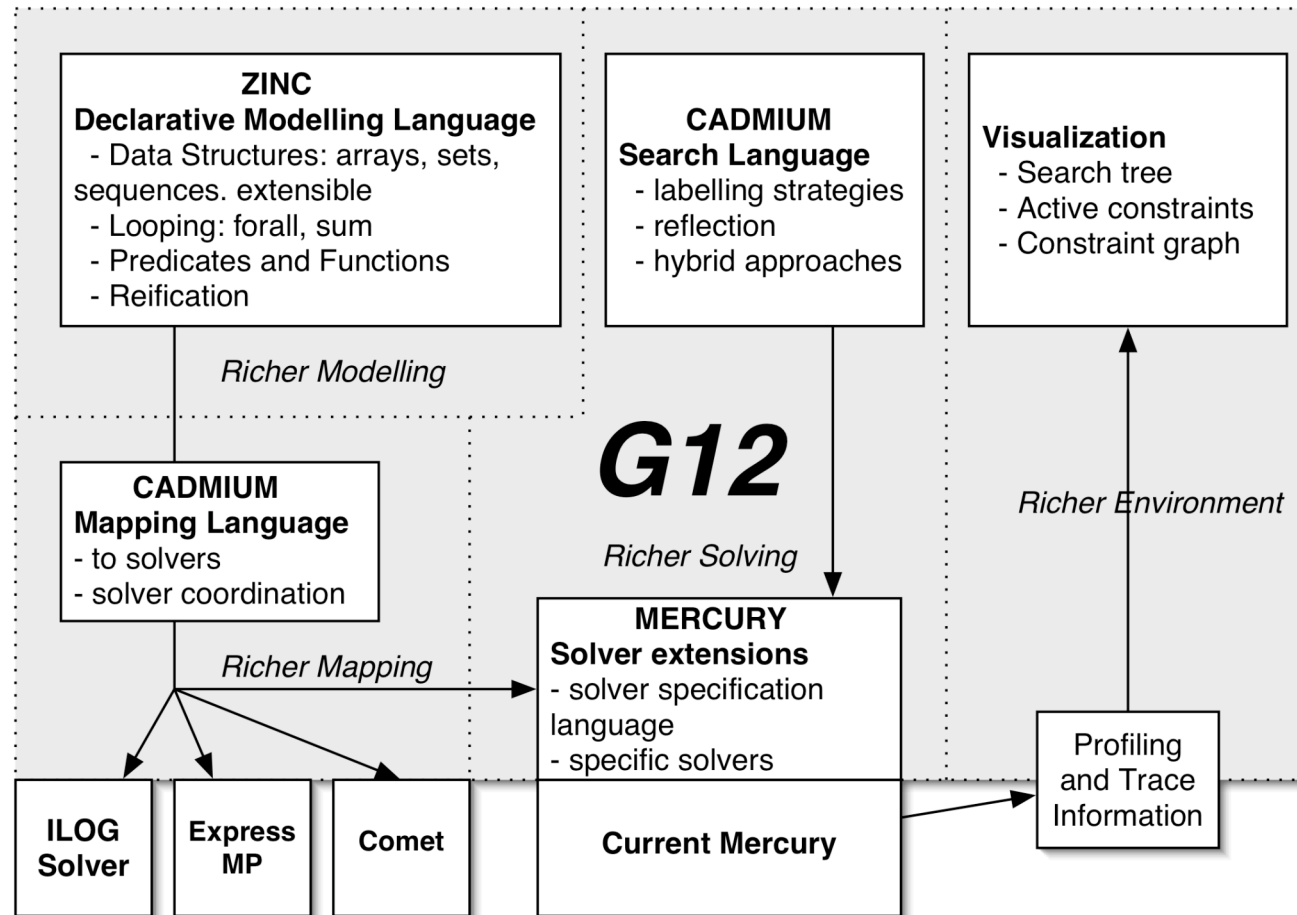 ZINC
Declarative Modelling Language
- Data Structures: arrays, sets,
sequences. extensible
- Looping: forall, sum
- Predicates and Functions
- Reification
CADMIUM
Search Language
- labelling strategies
- reflection
- hybrid approaches
Visualization
- Search tree
- Active constraints
- Constraint graph
Richer Modelling
G12
CADMIUM
Mapping Language
- to solvers
- solver coordination
Richer Solving
Richer Environment
Richer Mapping
MERCURY
Solver extensions
- solver specification
language
- specific solvers
Profiling
and Trace
Information
ILOG
Solver
Express
MP
Comet
Current Mercury